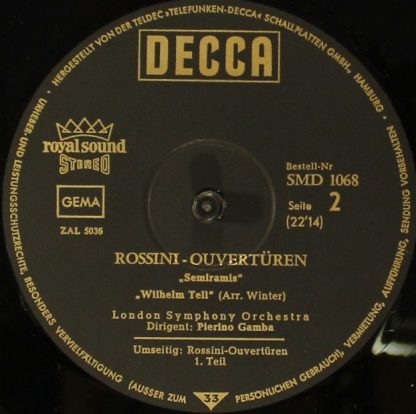 · HERGESTELLT VON DER TELDEC »TELEFUNKEN-DECCA« SCHALLPLATTEN GMBH, HAMBURG ·
URHEBER- UND LEISTUNGSSCHUTZRECHTE, BESONDERS VERVIELFÄLTIGUNG (AUSSER ZUM PERSÖNLICHEN GEBRAUCH), VERMIETUNG, AUFFÜHRUNG, SENDUNG VORBEHALTEN
DECCA
royal sound
STEREO
GEMA
ZAL 5036
Bestell-Nr
SMD 1068
Seite 2
(22'14)
ROSSINI - OUVERTÜREN
„Semiramis"
„Wilhelm Tell" (Arr. Winter)
London Symphony Orchestra
Dirigent: Pierino Gamba
Umseitig: Rossini-Ouvertüren
1. Teil
33